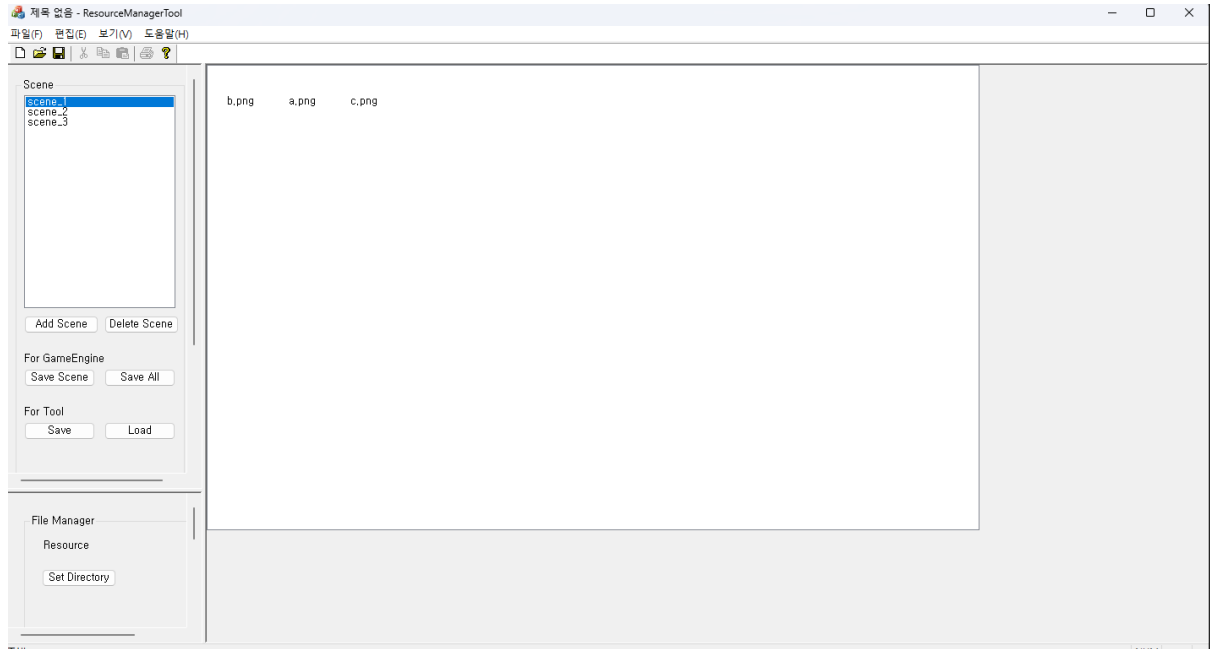 제목 없음 - ResourceManagerTool
파일(F) 편집(E) 보기(V) 도움말(H)
Scene
scene_1
scene_2
scene_3
b.png a.png c.png
Add Scene Delete Scene
For GameEngine
Save Scene Save All
For Tool
Save Load
File Manager
Resource
Set Directory